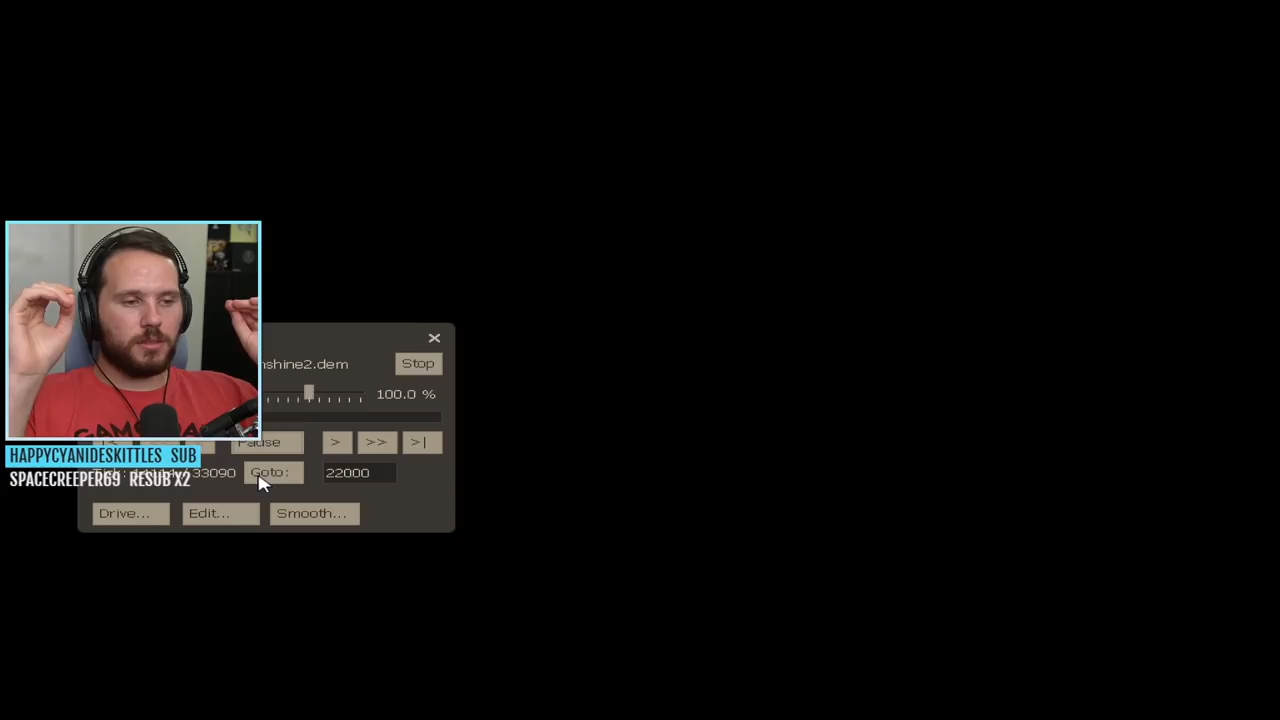 nshine2.dem
Stop
100.0 %
Pause
>
>>
>|
33090
Goto:
22000
Drive...
Edit...
Smooth...
HAPPYCYANIDESKITTLES SUB
SPACECREEPER69 RESUB X2